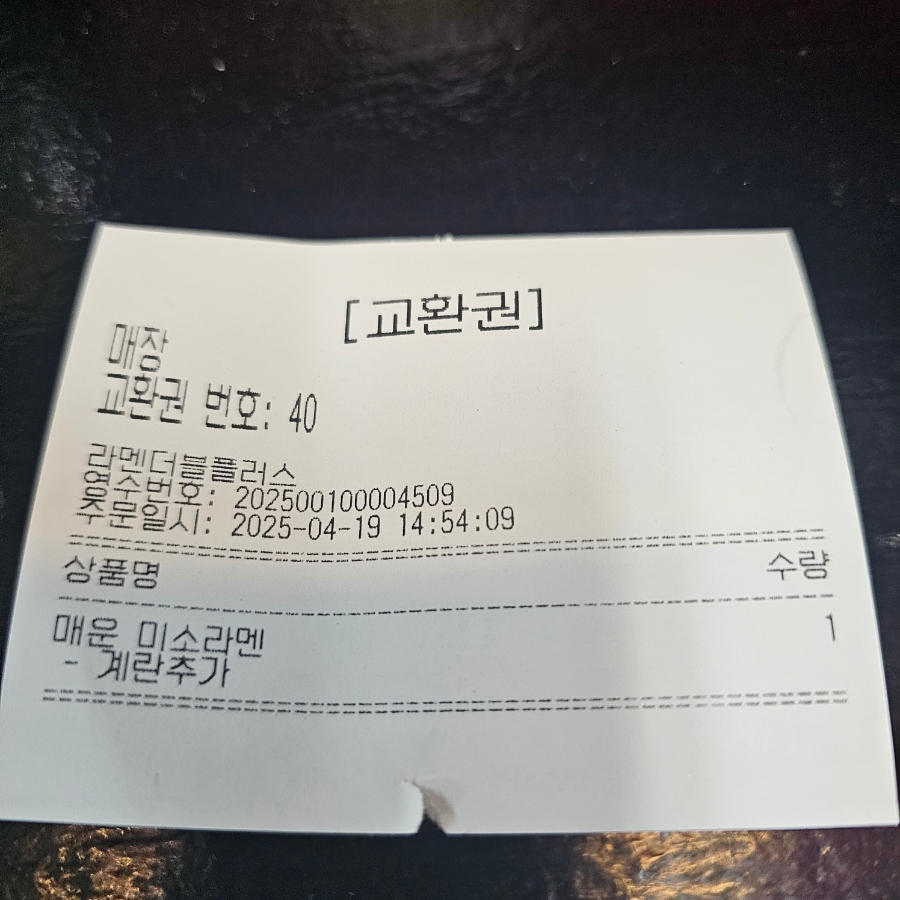 [교환권]
매장
교환권 번호: 40
라멘더블플러스
영수번호: 202500100004509
주문일시: 2025-04-19 14:54:09
상품명 수량
매운 미소라멘 1
- 계란추가